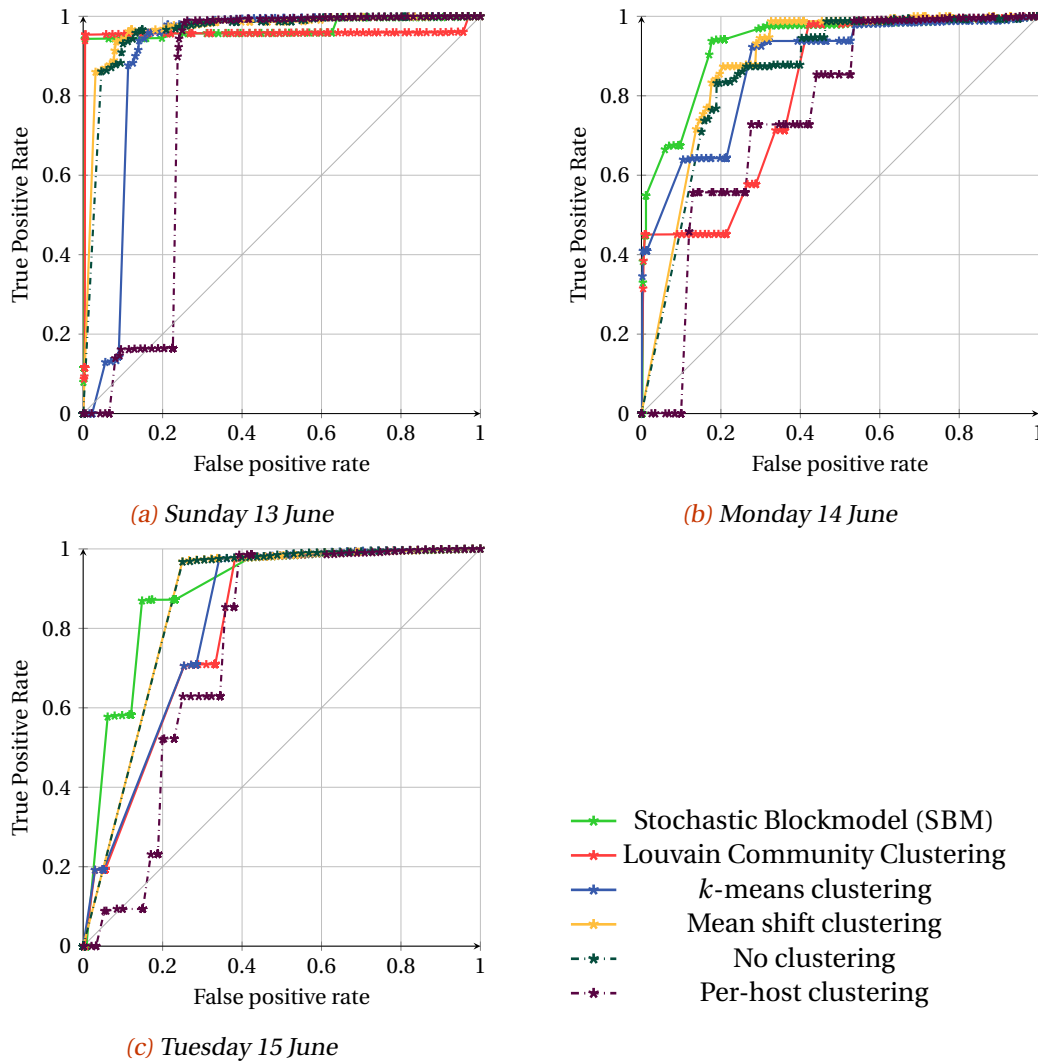 True Positive Rate
1
0.8
0.6
0.4
0.2
0
0 0.2 0.4 0.6 0.8 1
False positive rate
(a) Sunday 13 June
True Positive Rate
1
0.8
0.6
0.4
0.2
0
0 0.2 0.4 0.6 0.8 1
False positive rate
(b) Monday 14 June
True Positive Rate
1
0.8
0.6
0.4
0.2
0
0 0.2 0.4 0.6 0.8 1
False positive rate
(c) Tuesday 15 June
Stochastic Blockmodel (SBM)
Louvain Community Clustering
k-means clustering
Mean shift clustering
No clustering
Per-host clustering